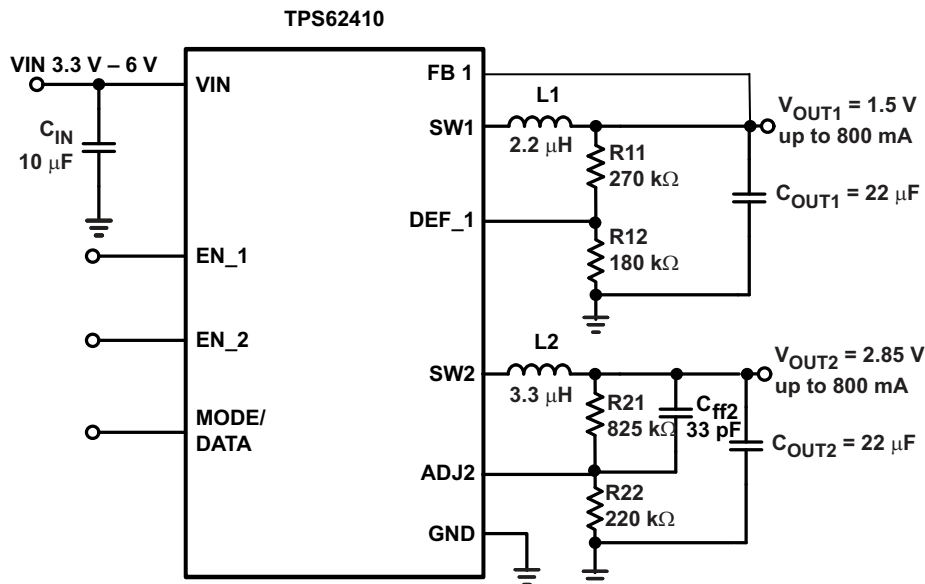 TPS62410
VIN 3.3 V – 6 V
VIN
FB 1
L1
SW1
2.2 μH
V_OUT1 = 1.5 V
up to 800 mA
C_IN
10 μF
R11
270 kΩ
DEF_1
C_OUT1 = 22 μF
R12
180 kΩ
EN_1
EN_2
L2
SW2
3.3 μH
V_OUT2 = 2.85 V
up to 800 mA
MODE/
DATA
R21
825 kΩ
C_ff2
33 pF
C_OUT2 = 22 μF
ADJ2
R22
220 kΩ
GND